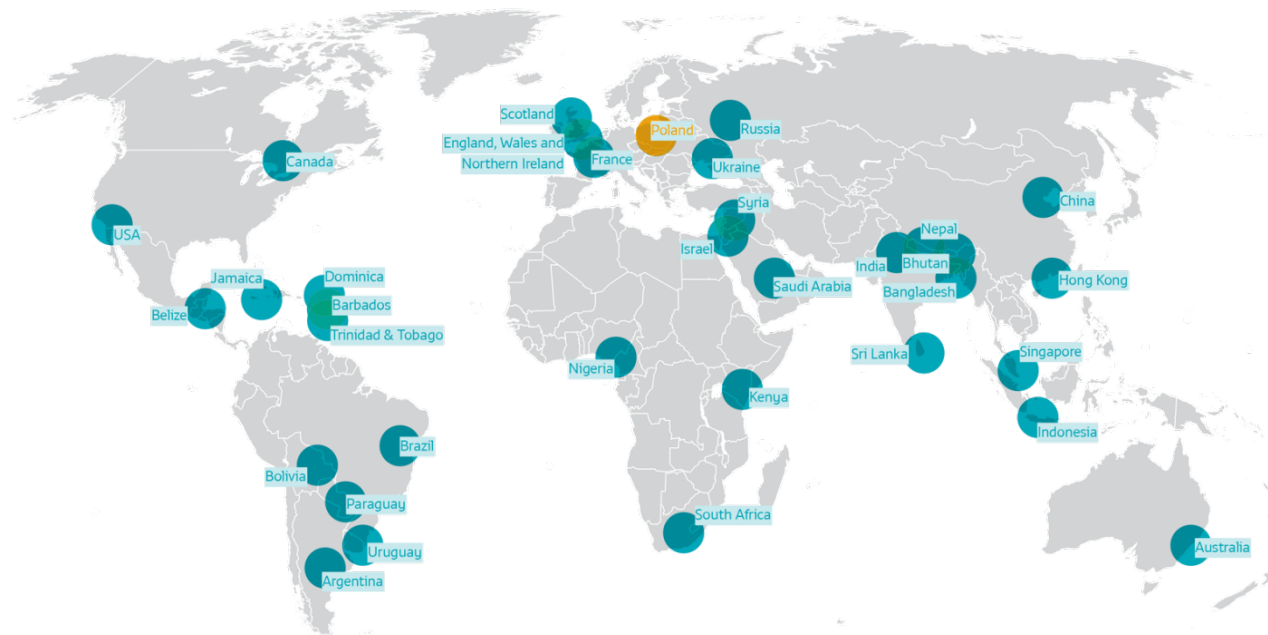 Scotland
Poland
England, Wales and
Northern Ireland
France
Russia
Ukraine
Canada
USA
Syria
Israel
China
Nepal
India
Bhutan
Bangladesh
Hong Kong
Saudi Arabia
Jamaica
Dominica
Belize
Barbados
Trinidad & Tobago
Nigeria
Kenya
Sri Lanka
Singapore
Indonesia
Brazil
Bolivia
Paraguay
Uruguay
Argentina
South Africa
Australia